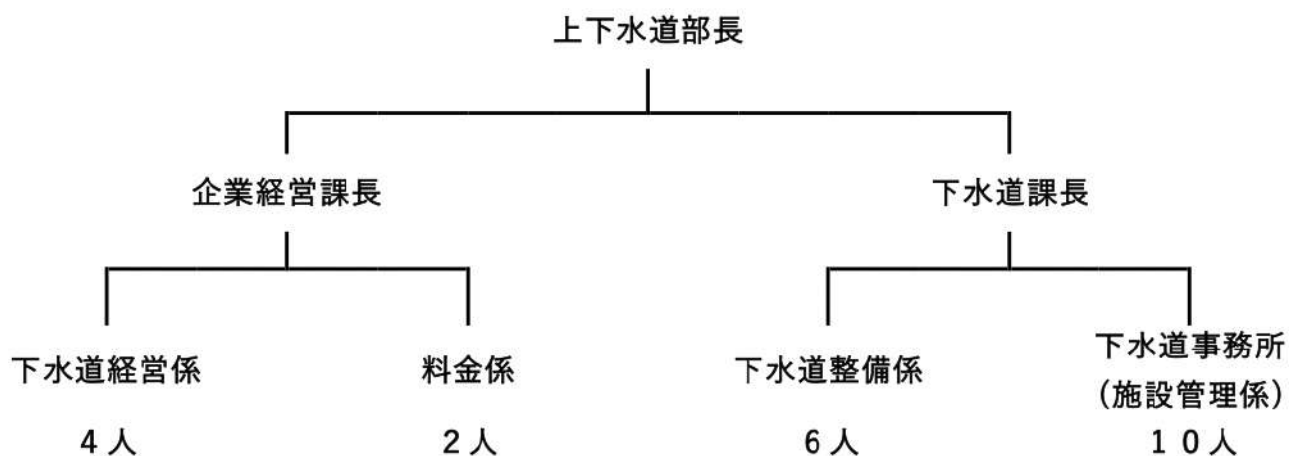 上下水道部長
企業経営課長
下水道課長
下水道経営係
料金係
下水道整備係
下水道事務所
（施設管理係）
4人
2人
6人
10人